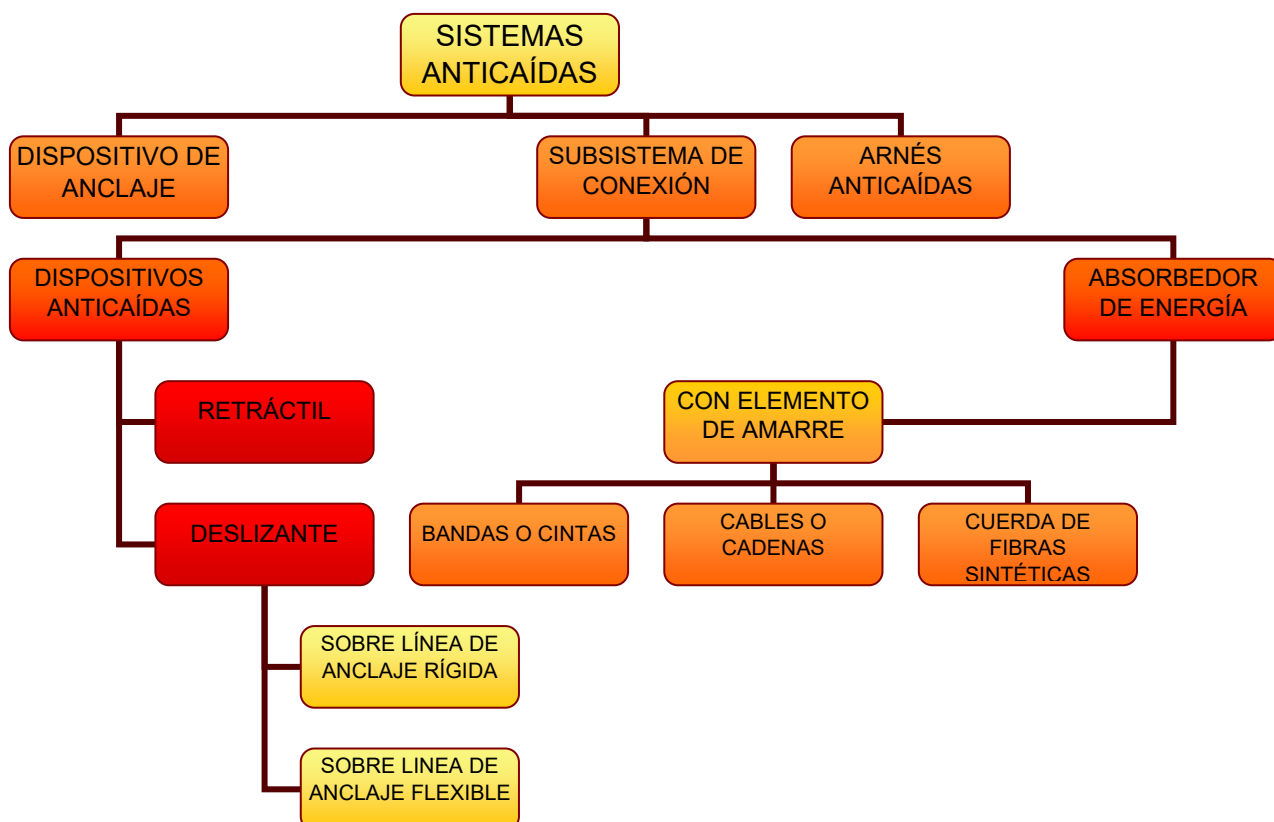 SISTEMAS
ANTICAÍDAS
DISPOSITIVO DE
ANCLAJE
SUBSISTEMA DE
CONEXIÓN
ARNÉS
ANTICAÍDAS
DISPOSITIVOS
ANTICAÍDAS
ABSORBEDOR
DE ENERGÍA
RETRÁCTIL
CON ELEMENTO
DE AMARRE
DESLIZANTE
BANDAS O CINTAS
CABLES O
CADENAS
CUERDA DE
FIBRAS
SINTÉTICAS
SOBRE LÍNEA DE
ANCLAJE RÍGIDA
SOBRE LINEA DE
ANCLAJE FLEXIBLE